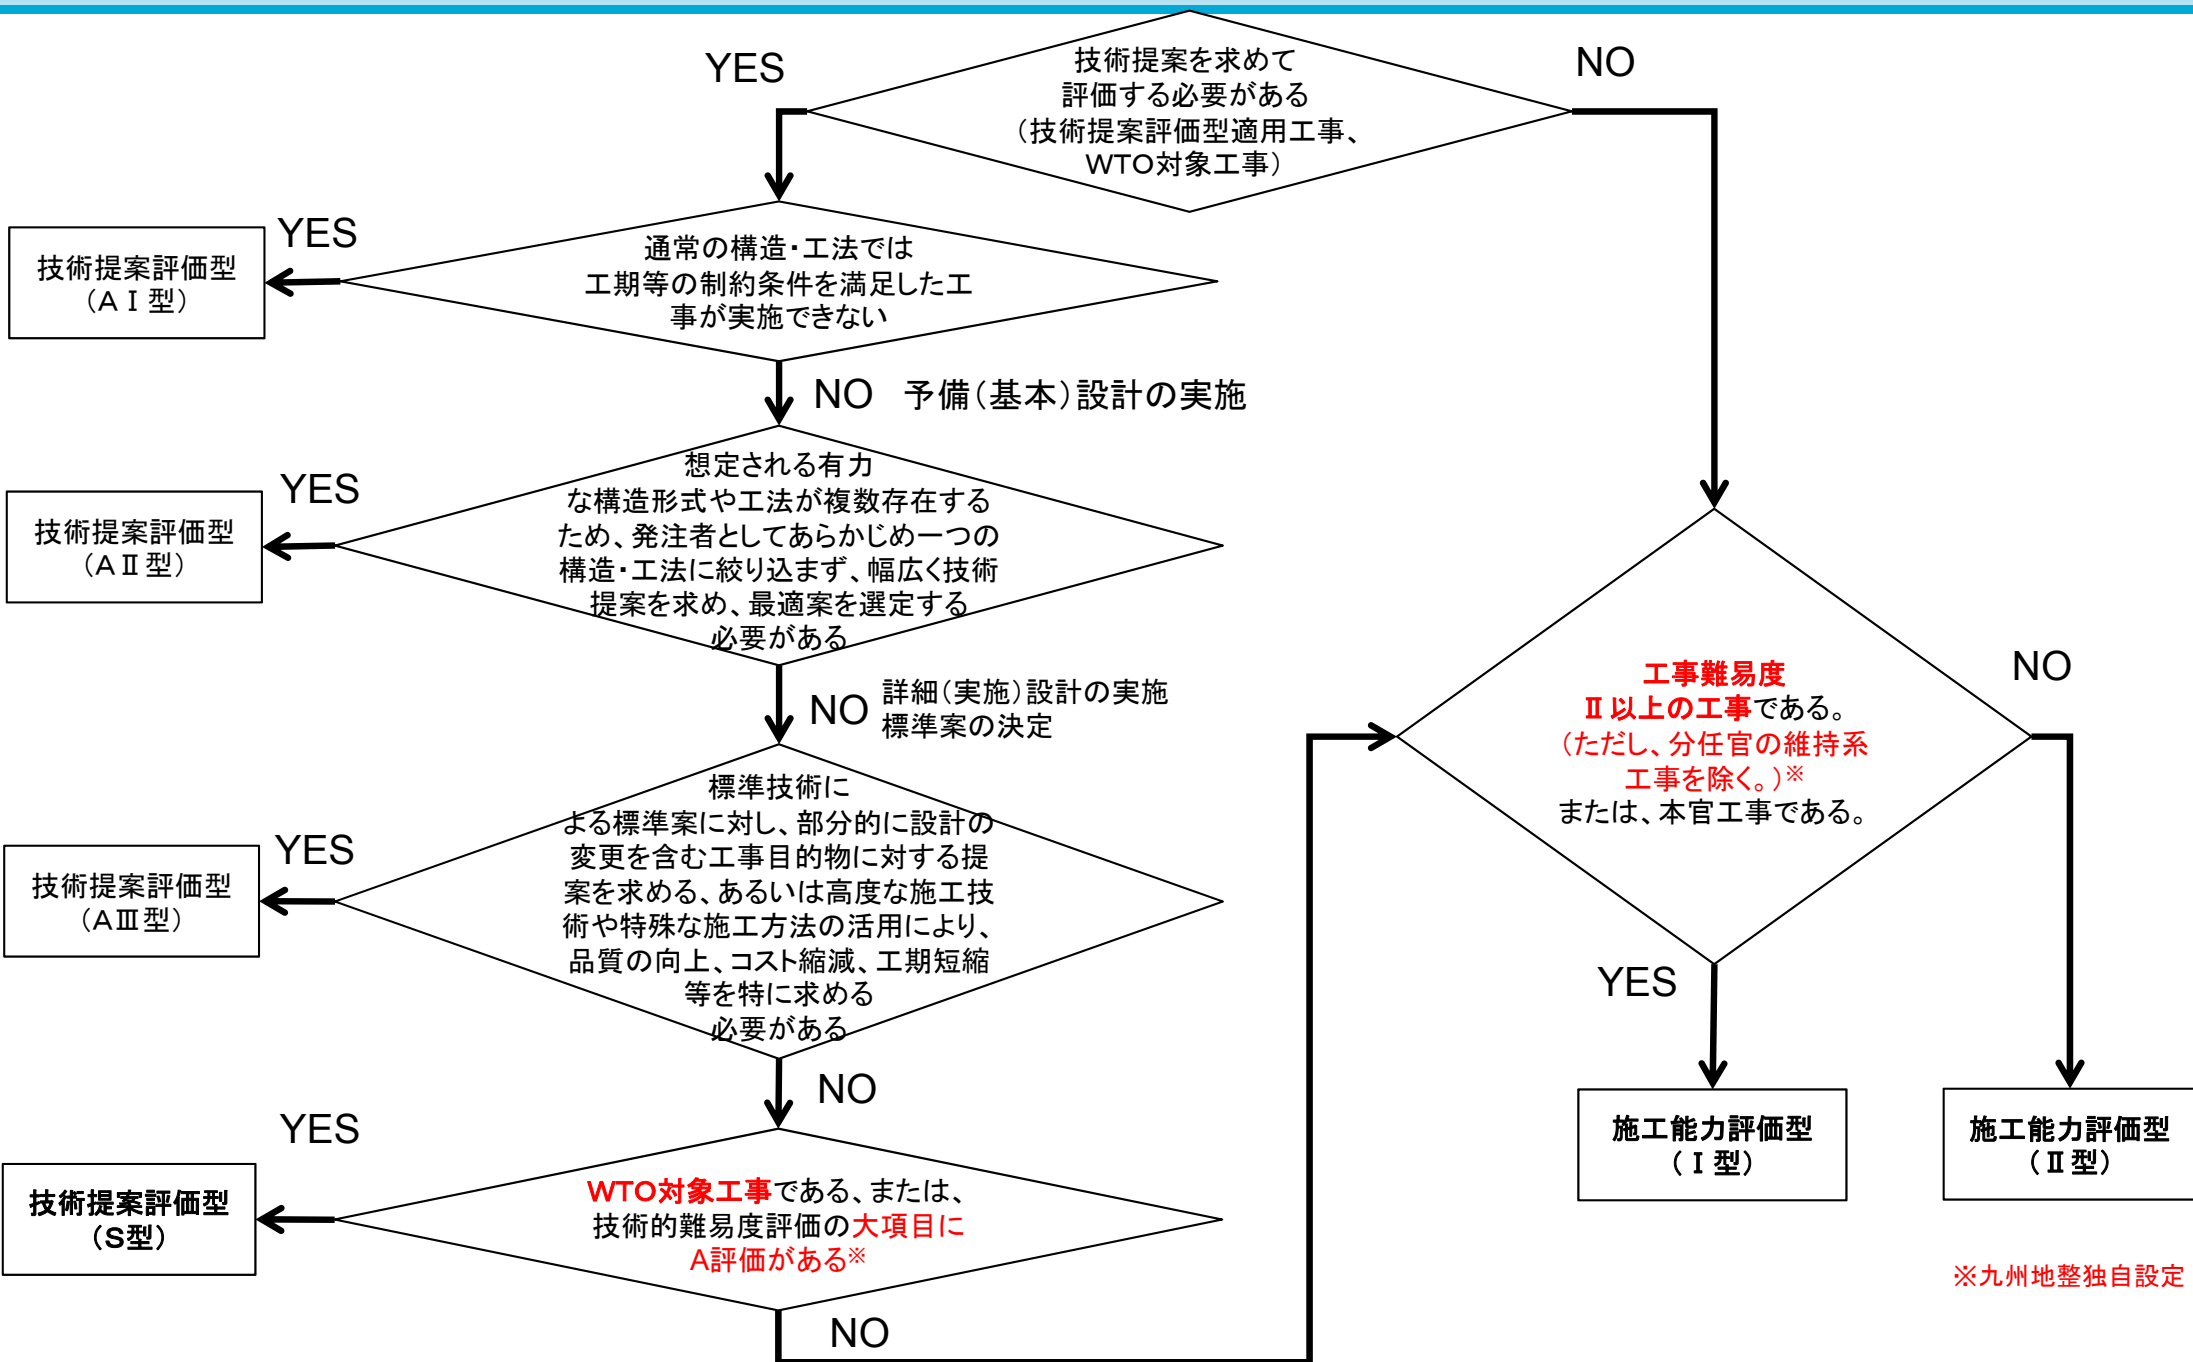 技術提案を求めて
評価する必要がある
（技術提案評価型適用工事、
WTO対象工事）
YES
NO
通常の構造・工法では
工期等の制約条件を満足した工
事が実施できない
YES
技術提案評価型
（AⅠ型）
NO 予備（基本）設計の実施
想定される有力
な構造形式や工法が複数存在する
ため、発注者としてあらかじめ一つの
構造・工法に絞り込まず、幅広く技術
提案を求め、最適案を選定する
必要がある
YES
技術提案評価型
（AⅡ型）
NO
詳細（実施）設計の実施
標準案の決定
標準技術に
よる標準案に対し、部分的に設計の
変更を含む工事目的物に対する提
案を求める、あるいは高度な施工技
術や特殊な施工方法の活用により、
品質の向上、コスト縮減、工期短縮
等を特に求める
必要がある
YES
技術提案評価型
（AⅢ型）
NO
WTO対象工事である、または、
技術的難易度評価の大項目に
A評価がある※
YES
技術提案評価型
（S型）
NO
工事難易度
Ⅱ以上の工事である。
（ただし、分任官の維持系
工事を除く。）※
または、本官工事である。
NO
YES
施工能力評価型
（Ⅰ型）
施工能力評価型
（Ⅱ型）
※九州地整独自設定